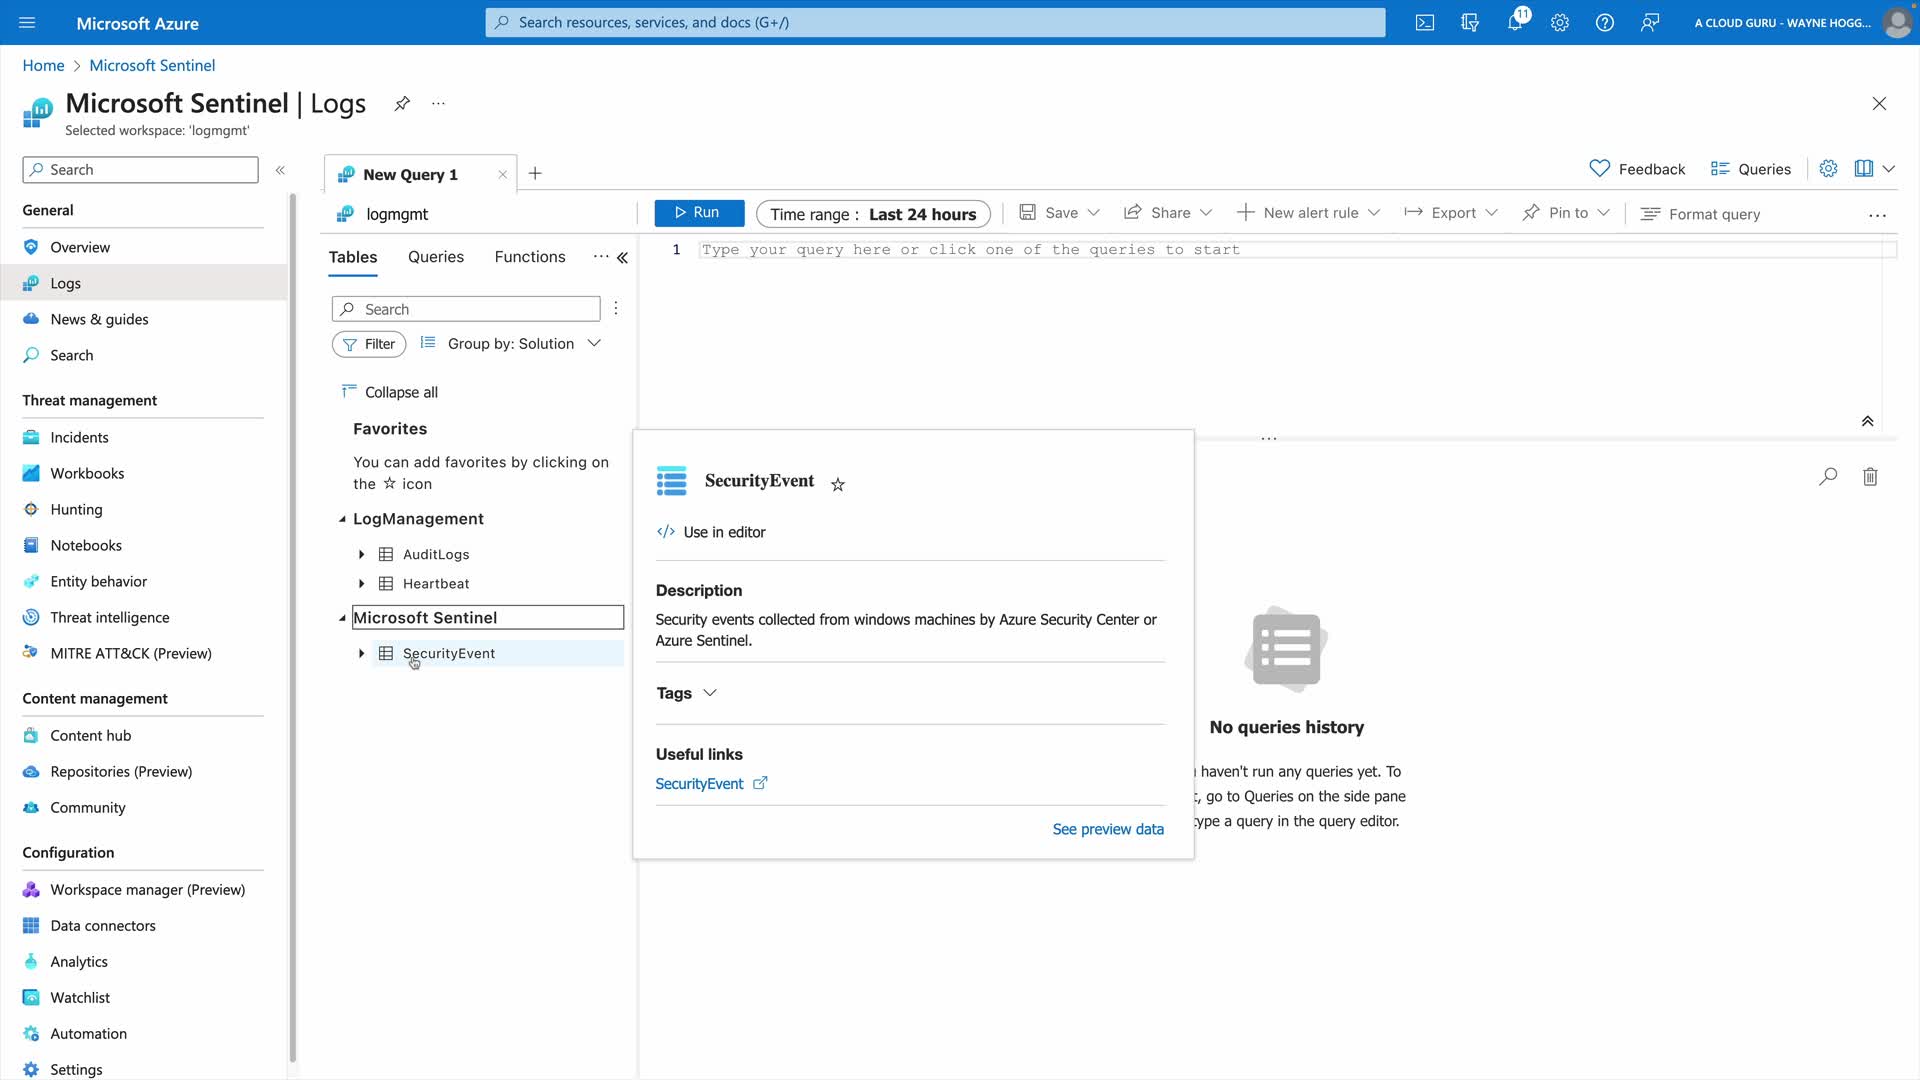 Microsoft Azure
Search resources, services, and docs (G+/)
11
A CLOUD GURU - WAYNE HOGG...
Home > Microsoft Sentinel
Microsoft Sentinel | Logs
...
Selected workspace: 'logmgmt'
Search
«
New Query 1
Feedback
Queries
General
logmgmt
Run
Time range : Last 24 hours
Save
Share
New alert rule
Export
Pin to
Format query
...
Overview
Tables
Queries
Functions
...
«
1
Type your query here or click one of the queries to start
Logs
News & guides
Search
Search
Filter
Group by: Solution
Threat management
Collapse all
Incidents
Favorites
Workbooks
You can add favorites by clicking on
the ☆ icon
Hunting
LogManagement
Notebooks
AuditLogs
Entity behavior
Heartbeat
Threat intelligence
Microsoft Sentinel
MITRE ATT&CK (Preview)
SecurityEvent
SecurityEvent
</> Use in editor
Description
Security events collected from windows machines by Azure Security Center or
Azure Sentinel.
Tags
Useful links
SecurityEvent
See preview data
No queries history
haven't run any queries yet. To
, go to Queries on the side pane
type a query in the query editor.
Content management
Content hub
Repositories (Preview)
Community
Configuration
Workspace manager (Preview)
Data connectors
Analytics
Watchlist
Automation
Settings